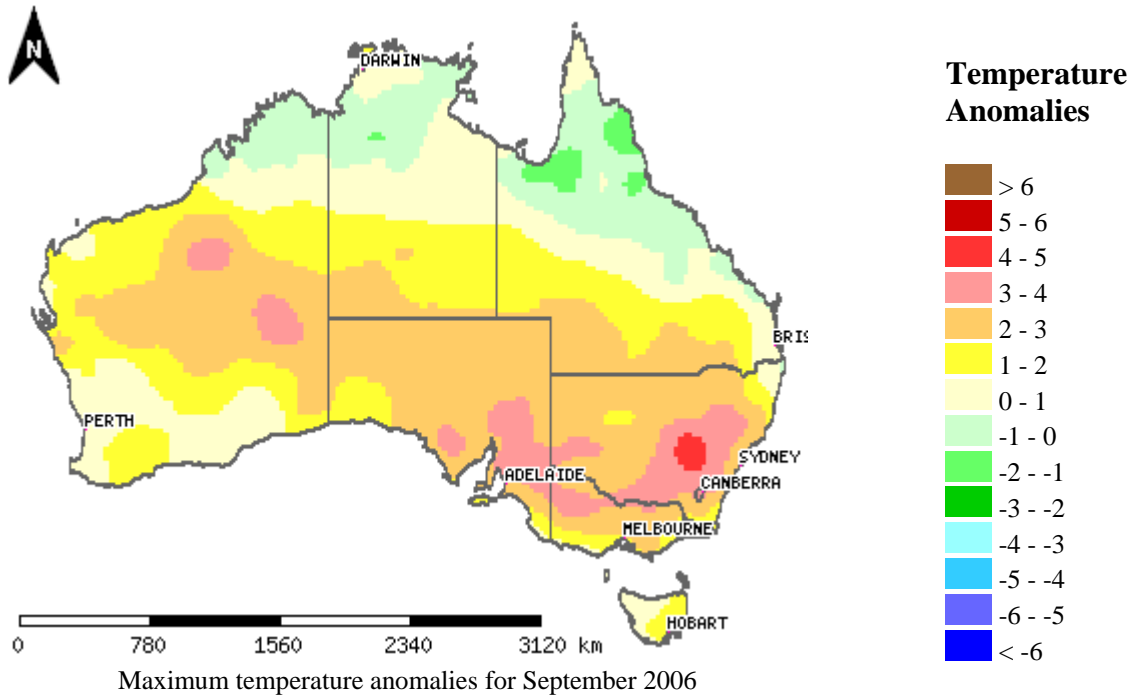 N
DARWIN
BRIS
PERTH
SYDNEY
ADELAIDE
CANBERRA
MELBOURNE
HOBART
0 780 1560 2340 3120 km
Maximum temperature anomalies for September 2006
Temperature
Anomalies
> 6
5 - 6
4 - 5
3 - 4
2 - 3
1 - 2
0 - 1
-1 - 0
-2 - -1
-3 - -2
-4 - -3
-5 - -4
-6 - -5
< -6